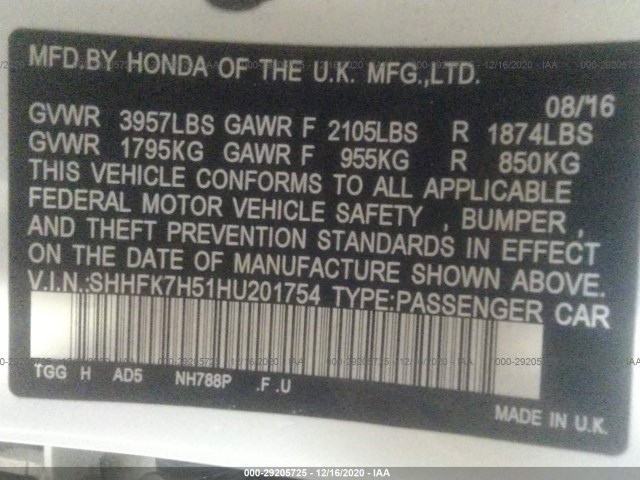 MFD.BY HONDA OF THE U.K. MFG.,LTD.
08/'16
GVWR 3957LBS GAWR F 2105LBS R 1874LBS
GVWR 1795KG GAWR F 955KG R 850KG
THIS VEHICLE CONFORMS TO ALL APPLICABLE
FEDERAL MOTOR VEHICLE SAFETY , BUMPER ,
AND THEFT PREVENTION STANDARDS IN EFFECT
ON THE DATE OF MANUFACTURE SHOWN ABOVE.
V.I.N.:SHHFK7H51HU201754 TYPE:PASSENGER CAR
TGG H AD5 NH788P .F .U
MADE IN U.K.
000-29205725 - 12/16/2020 - IAA